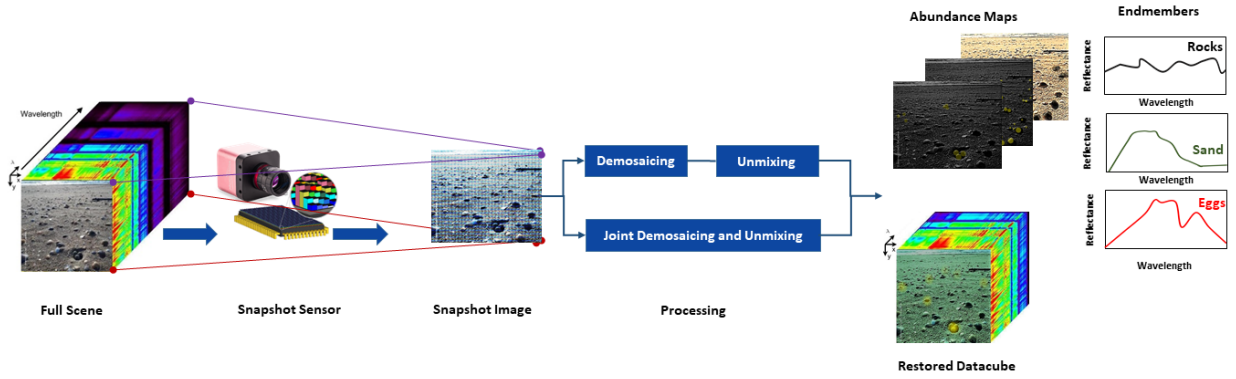 Abundance Maps
Endmembers
Rocks
Reflectance
Wavelength
Wavelength
Demosaicing
Unmixing
Sand
Reflectance
Wavelength
λ
x
y
Joint Demosaicing and Unmixing
Eggs
Reflectance
Wavelength
x
y
Full Scene
Snapshot Sensor
Snapshot Image
Processing
Restored Datacube